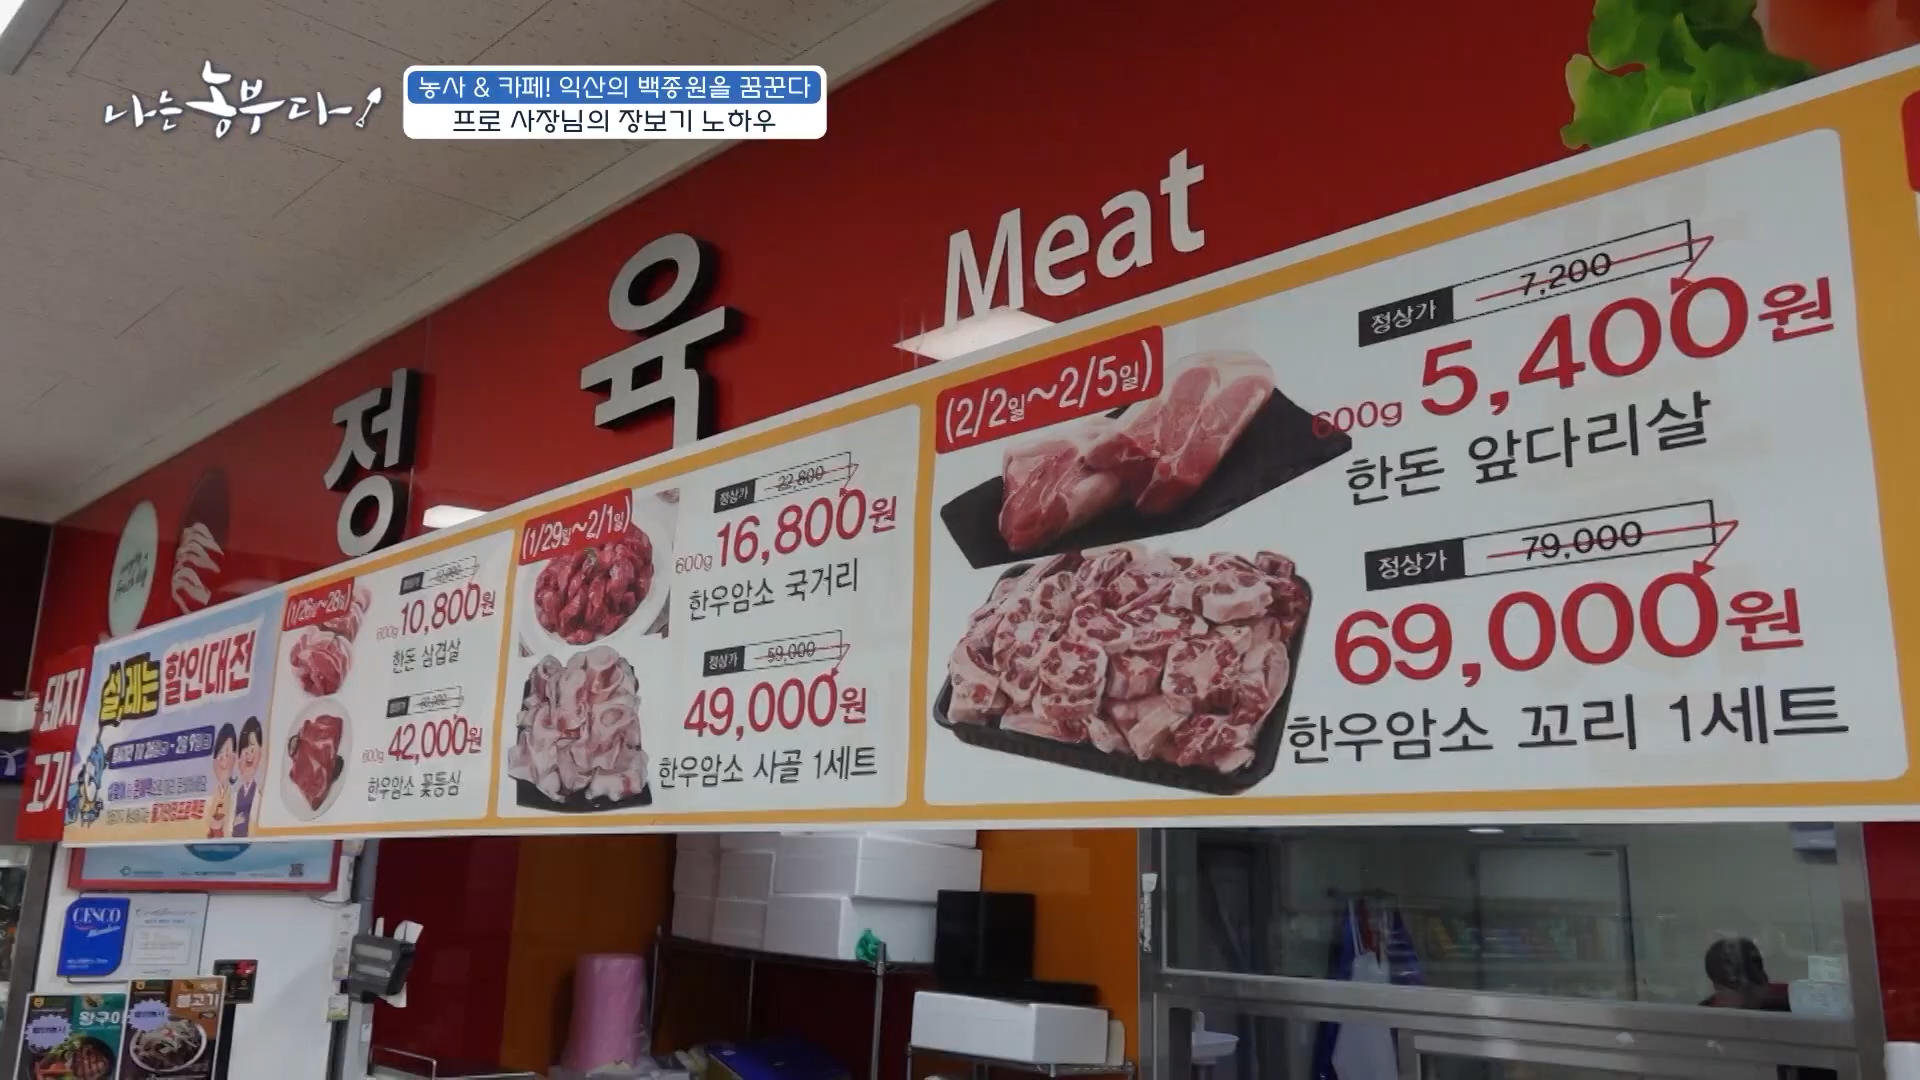 나는 농부다!
농사 & 카페! 익산의 백종원을 꿈꾼다
프로 사장님의 장보기 노하우
정육
Meat
돼지
고기
설,레는 할인대전
(1/26일~28일)
600g 10,800원
한돈 삼겹살
600g 42,000원
한우암소 꽃등심
(1/29일~2/1일)
정상가 22,800
600g 16,800원
한우암소 국거리
정상가 59,000
49,000원
한우암소 사골 1세트
(2/2일~2/5일)
정상가 7,200
600g 5,400원
한돈 앞다리살
정상가 79,000
69,000원
한우암소 꼬리 1세트
CESCO
Members
왕구이
불고기